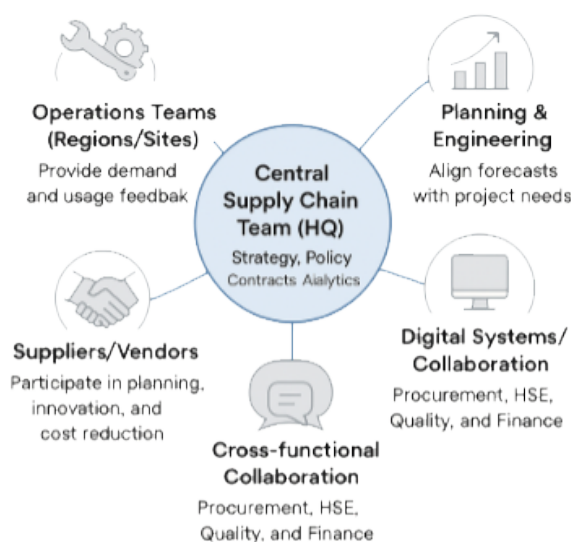 Operations Teams
(Regions/Sites)
Provide demand
and usage feedbak
Planning &
Engineering
Align forecasts
with project needs
Central
Supply Chain
Team (HQ)
Strategy, Policy
Contracts Aialytics
Suppliers/Vendors
Participate in planning,
innovation, and
cost reduction
Digital Systems/
Collaboration
Procurement, HSE,
Quality, and Finance
Cross-functional
Collaboration
Procurement, HSE,
Quality, and Finance